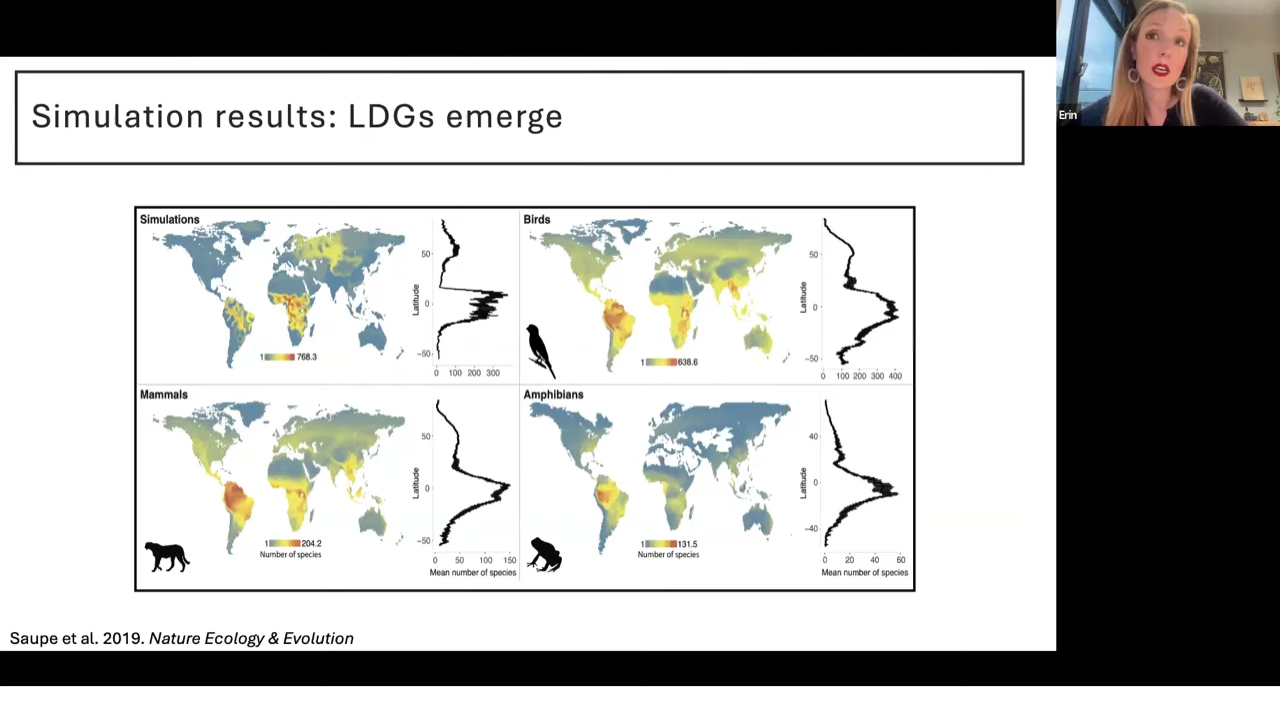 Erin
Simulation results: LDGs emerge
Simulations
50
0
−50
Latitude
1 768.3
0 100 200 300
Birds
50
0
−50
Latitude
1 638.6
0 100 200 300 400
Mammals
50
0
−50
Latitude
1 204.2
Number of species
0 50 100 150
Mean number of species
Amphibians
40
0
−40
Latitude
1 131.5
Number of species
0 20 40 60
Mean number of species
Saupe et al. 2019. Nature Ecology & Evolution